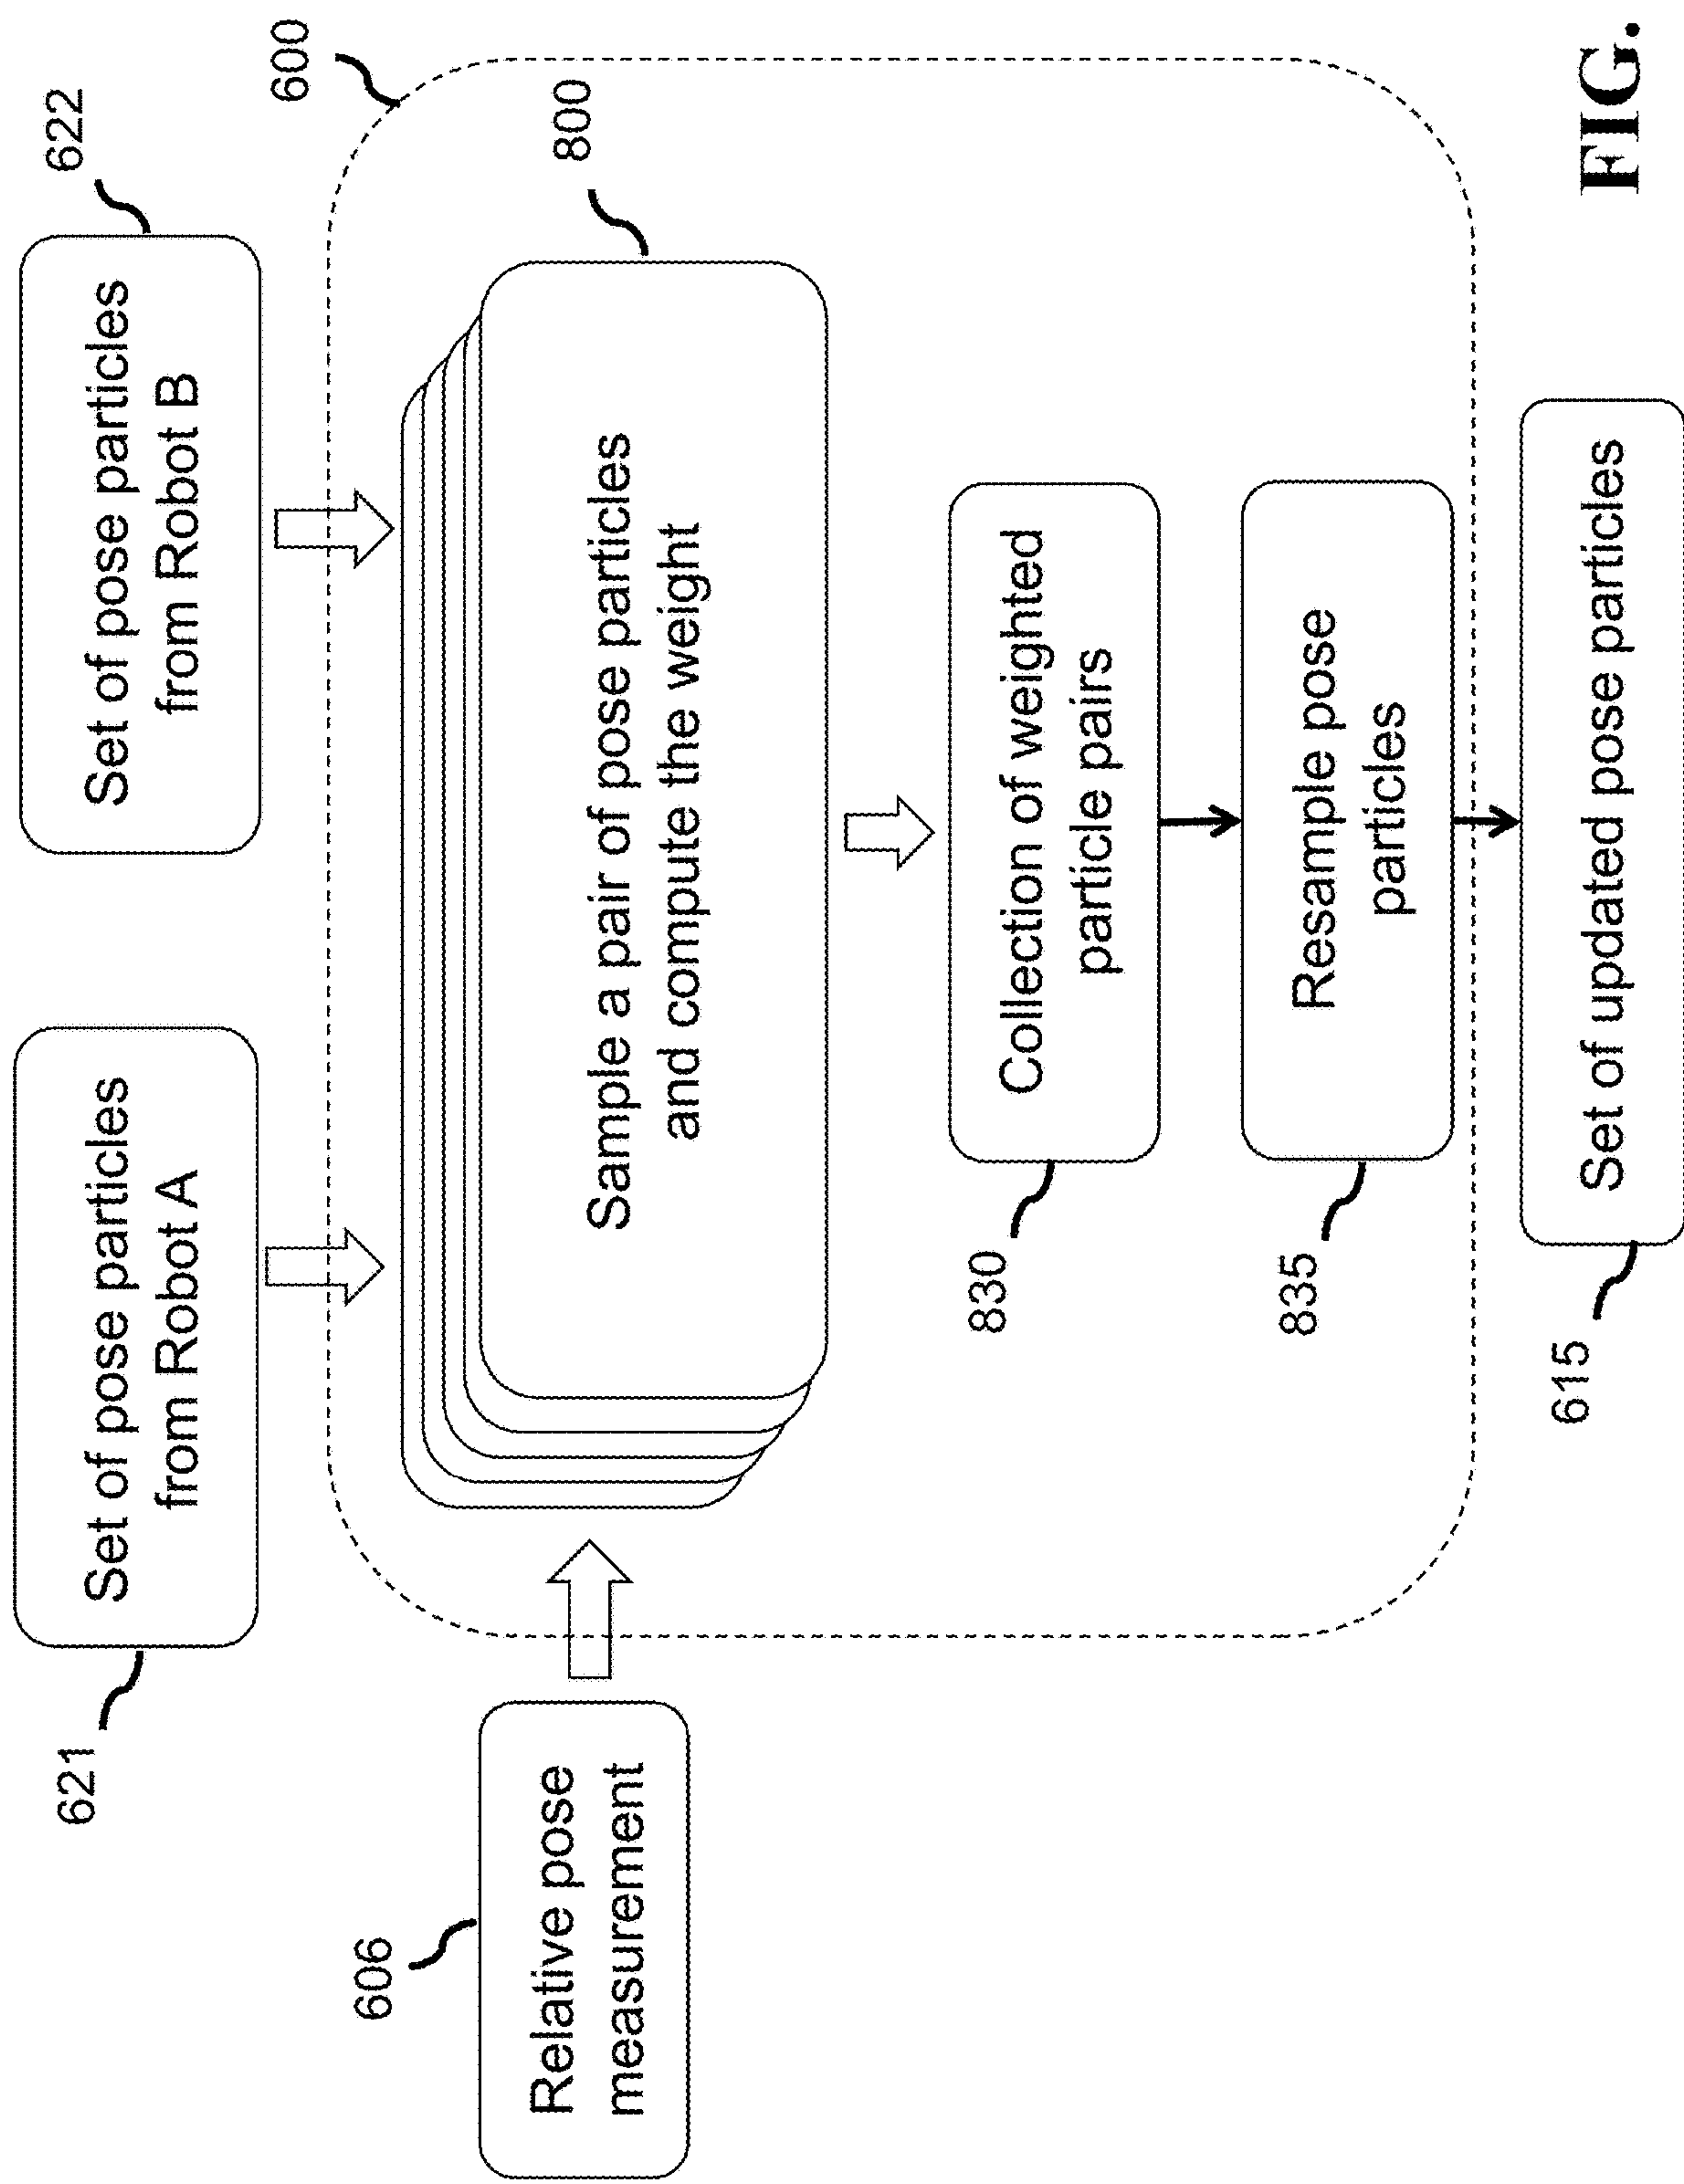 621
Set of pose particles
from Robot A
622
Set of pose particles
from Robot B
600
606
Relative pose
measurement
800
Sample a pair of pose particles
and compute the weight
830
Collection of weighted
particle pairs
835
Resample pose
particles
615
Set of updated pose particles
FIG.